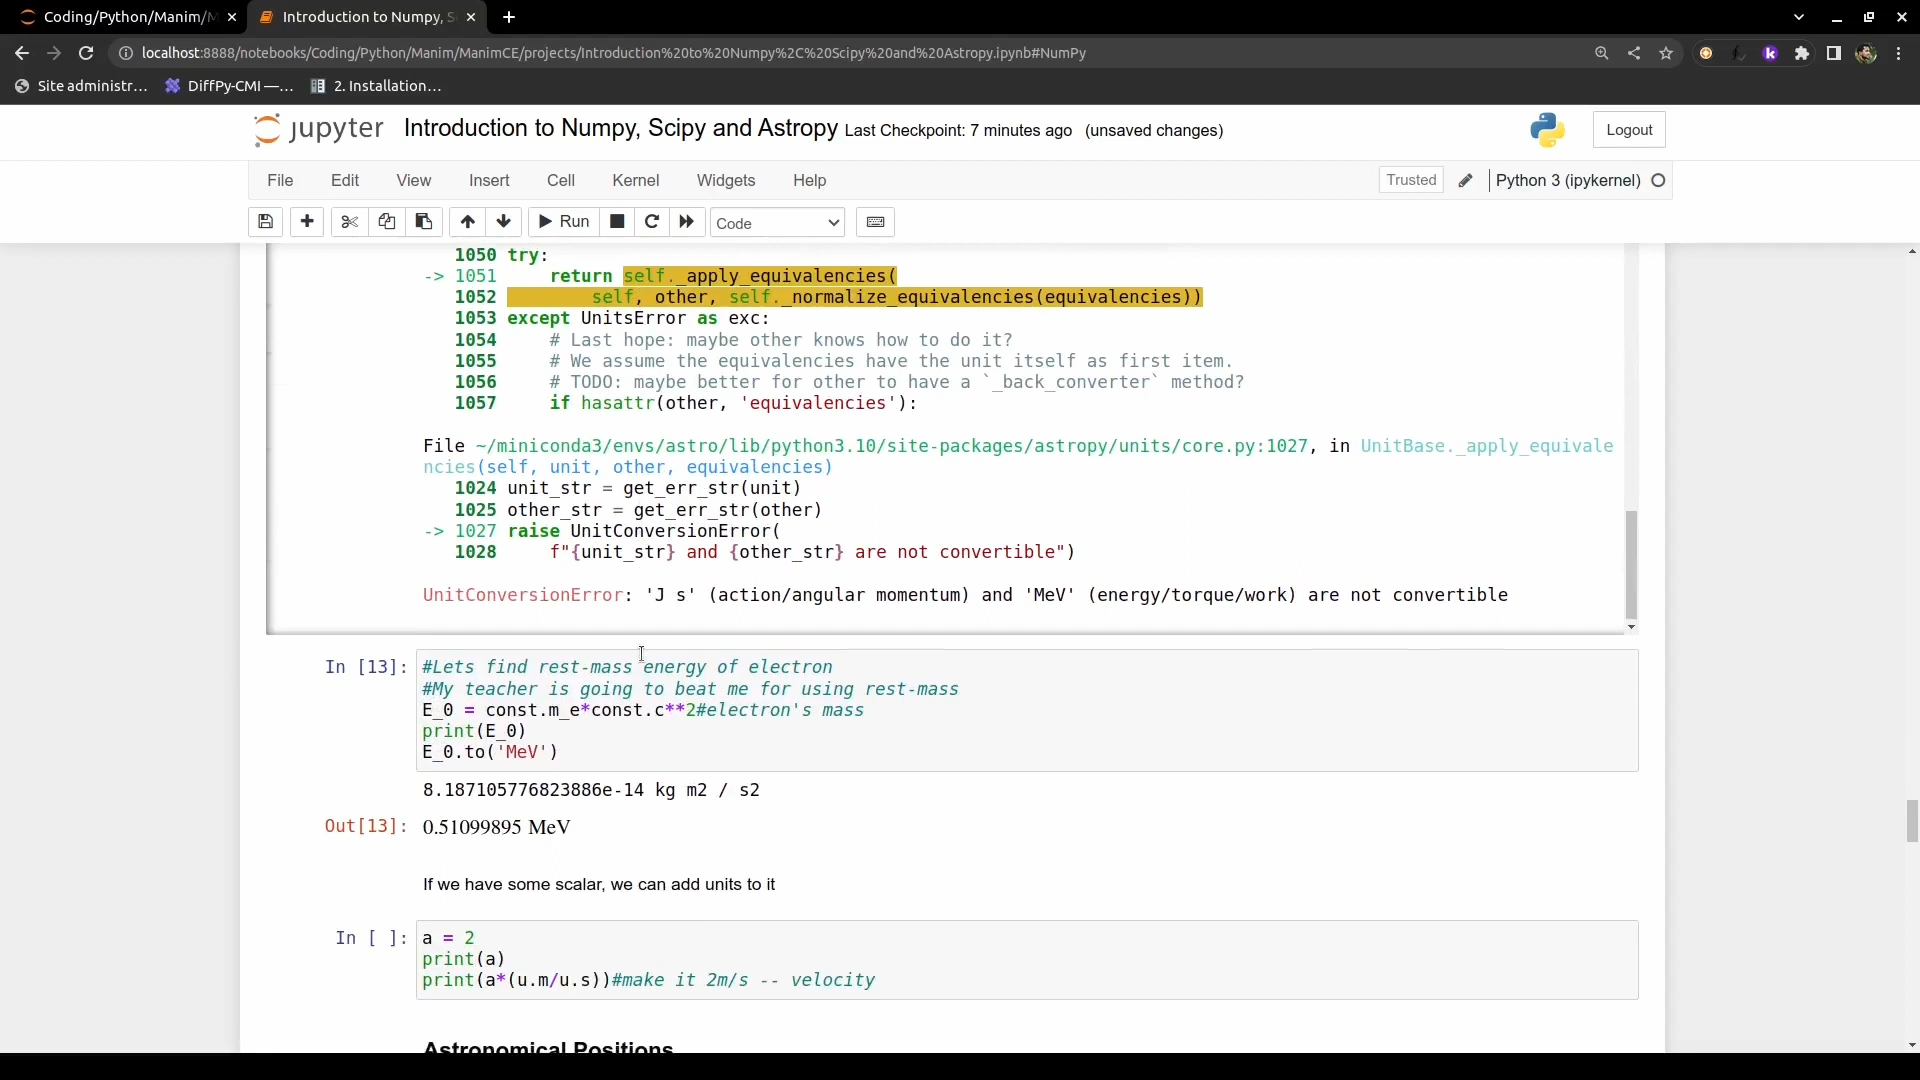 Coding/Python/Manim/M
Introduction to Numpy, S
localhost:8888/notebooks/Coding/Python/Manim/ManimCE/projects/Introduction%20to%20Numpy%2C%20Scipy%20and%20Astropy.ipynb#NumPy
Site administr…
DiffPy-CMI —…
2. Installation…
jupyter
Introduction to Numpy, Scipy and Astropy Last Checkpoint: 7 minutes ago (unsaved changes)
Logout
File Edit View Insert Cell Kernel Widgets Help
Trusted
Python 3 (ipykernel)
Run
Code
1050 try:
-> 1051     return self._apply_equivalencies(
1052         self, other, self._normalize_equivalencies(equivalencies))
1053 except UnitsError as exc:
1054     # Last hope: maybe other knows how to do it?
1055     # We assume the equivalencies have the unit itself as first item.
1056     # TODO: maybe better for other to have a `_back_converter` method?
1057     if hasattr(other, 'equivalencies'):
File ~/miniconda3/envs/astro/lib/python3.10/site-packages/astropy/units/core.py:1027, in UnitBase._apply_equivale
ncies(self, unit, other, equivalencies)
1024 unit_str = get_err_str(unit)
1025 other_str = get_err_str(other)
-> 1027 raise UnitConversionError(
1028     f"{unit_str} and {other_str} are not convertible")
UnitConversionError: 'J s' (action/angular momentum) and 'MeV' (energy/torque/work) are not convertible
In [13]:
#Lets find rest-mass energy of electron
#My teacher is going to beat me for using rest-mass
E_0 = const.m_e*const.c**2#electron's mass
print(E_0)
E_0.to('MeV')
8.187105776823886e-14 kg m2 / s2
Out[13]: 0.51099895 MeV
If we have some scalar, we can add units to it
In [ ]:
a = 2
print(a)
print(a*(u.m/u.s))#make it 2m/s -- velocity
Astronomical Positions